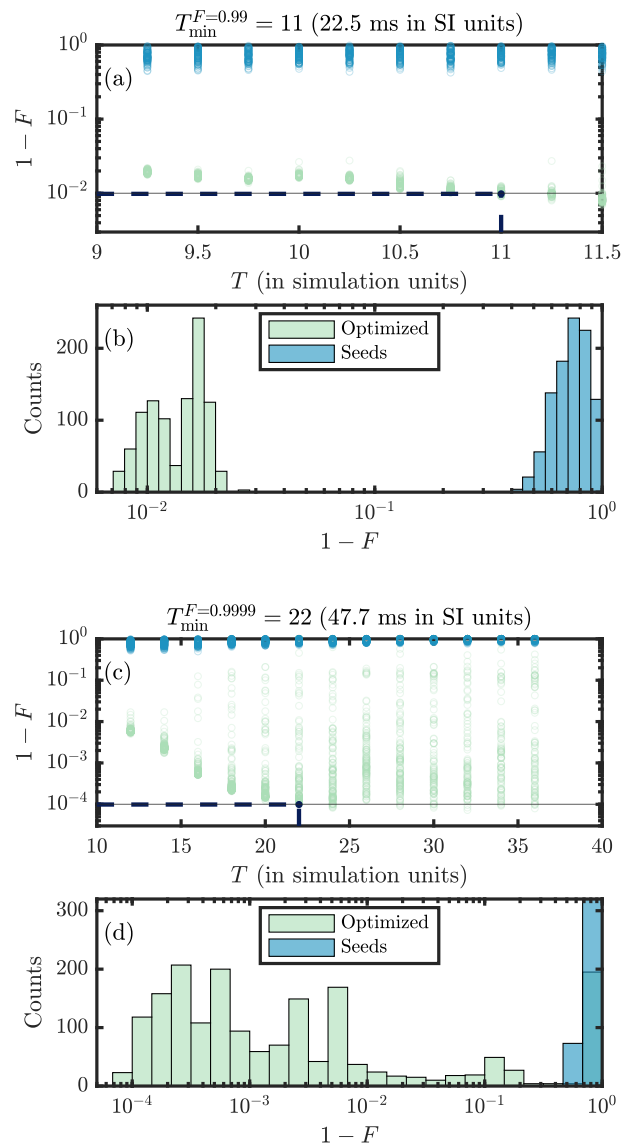 T_min^{F=0.99} = 11 (22.5 ms in SI units)
(a)
1 − F
10^0
10^{-1}
10^{-2}
9 9.5 10 10.5 11 11.5
T (in simulation units)
(b)
Counts
200
100
0
Optimized
Seeds
10^{-2} 10^{-1} 10^0
1 − F
T_min^{F=0.9999} = 22 (47.7 ms in SI units)
(c)
1 − F
10^0
10^{-1}
10^{-2}
10^{-3}
10^{-4}
10 15 20 25 30 35 40
T (in simulation units)
(d)
Counts
300
200
100
0
Optimized
Seeds
10^{-4} 10^{-3} 10^{-2} 10^{-1} 10^0
1 − F